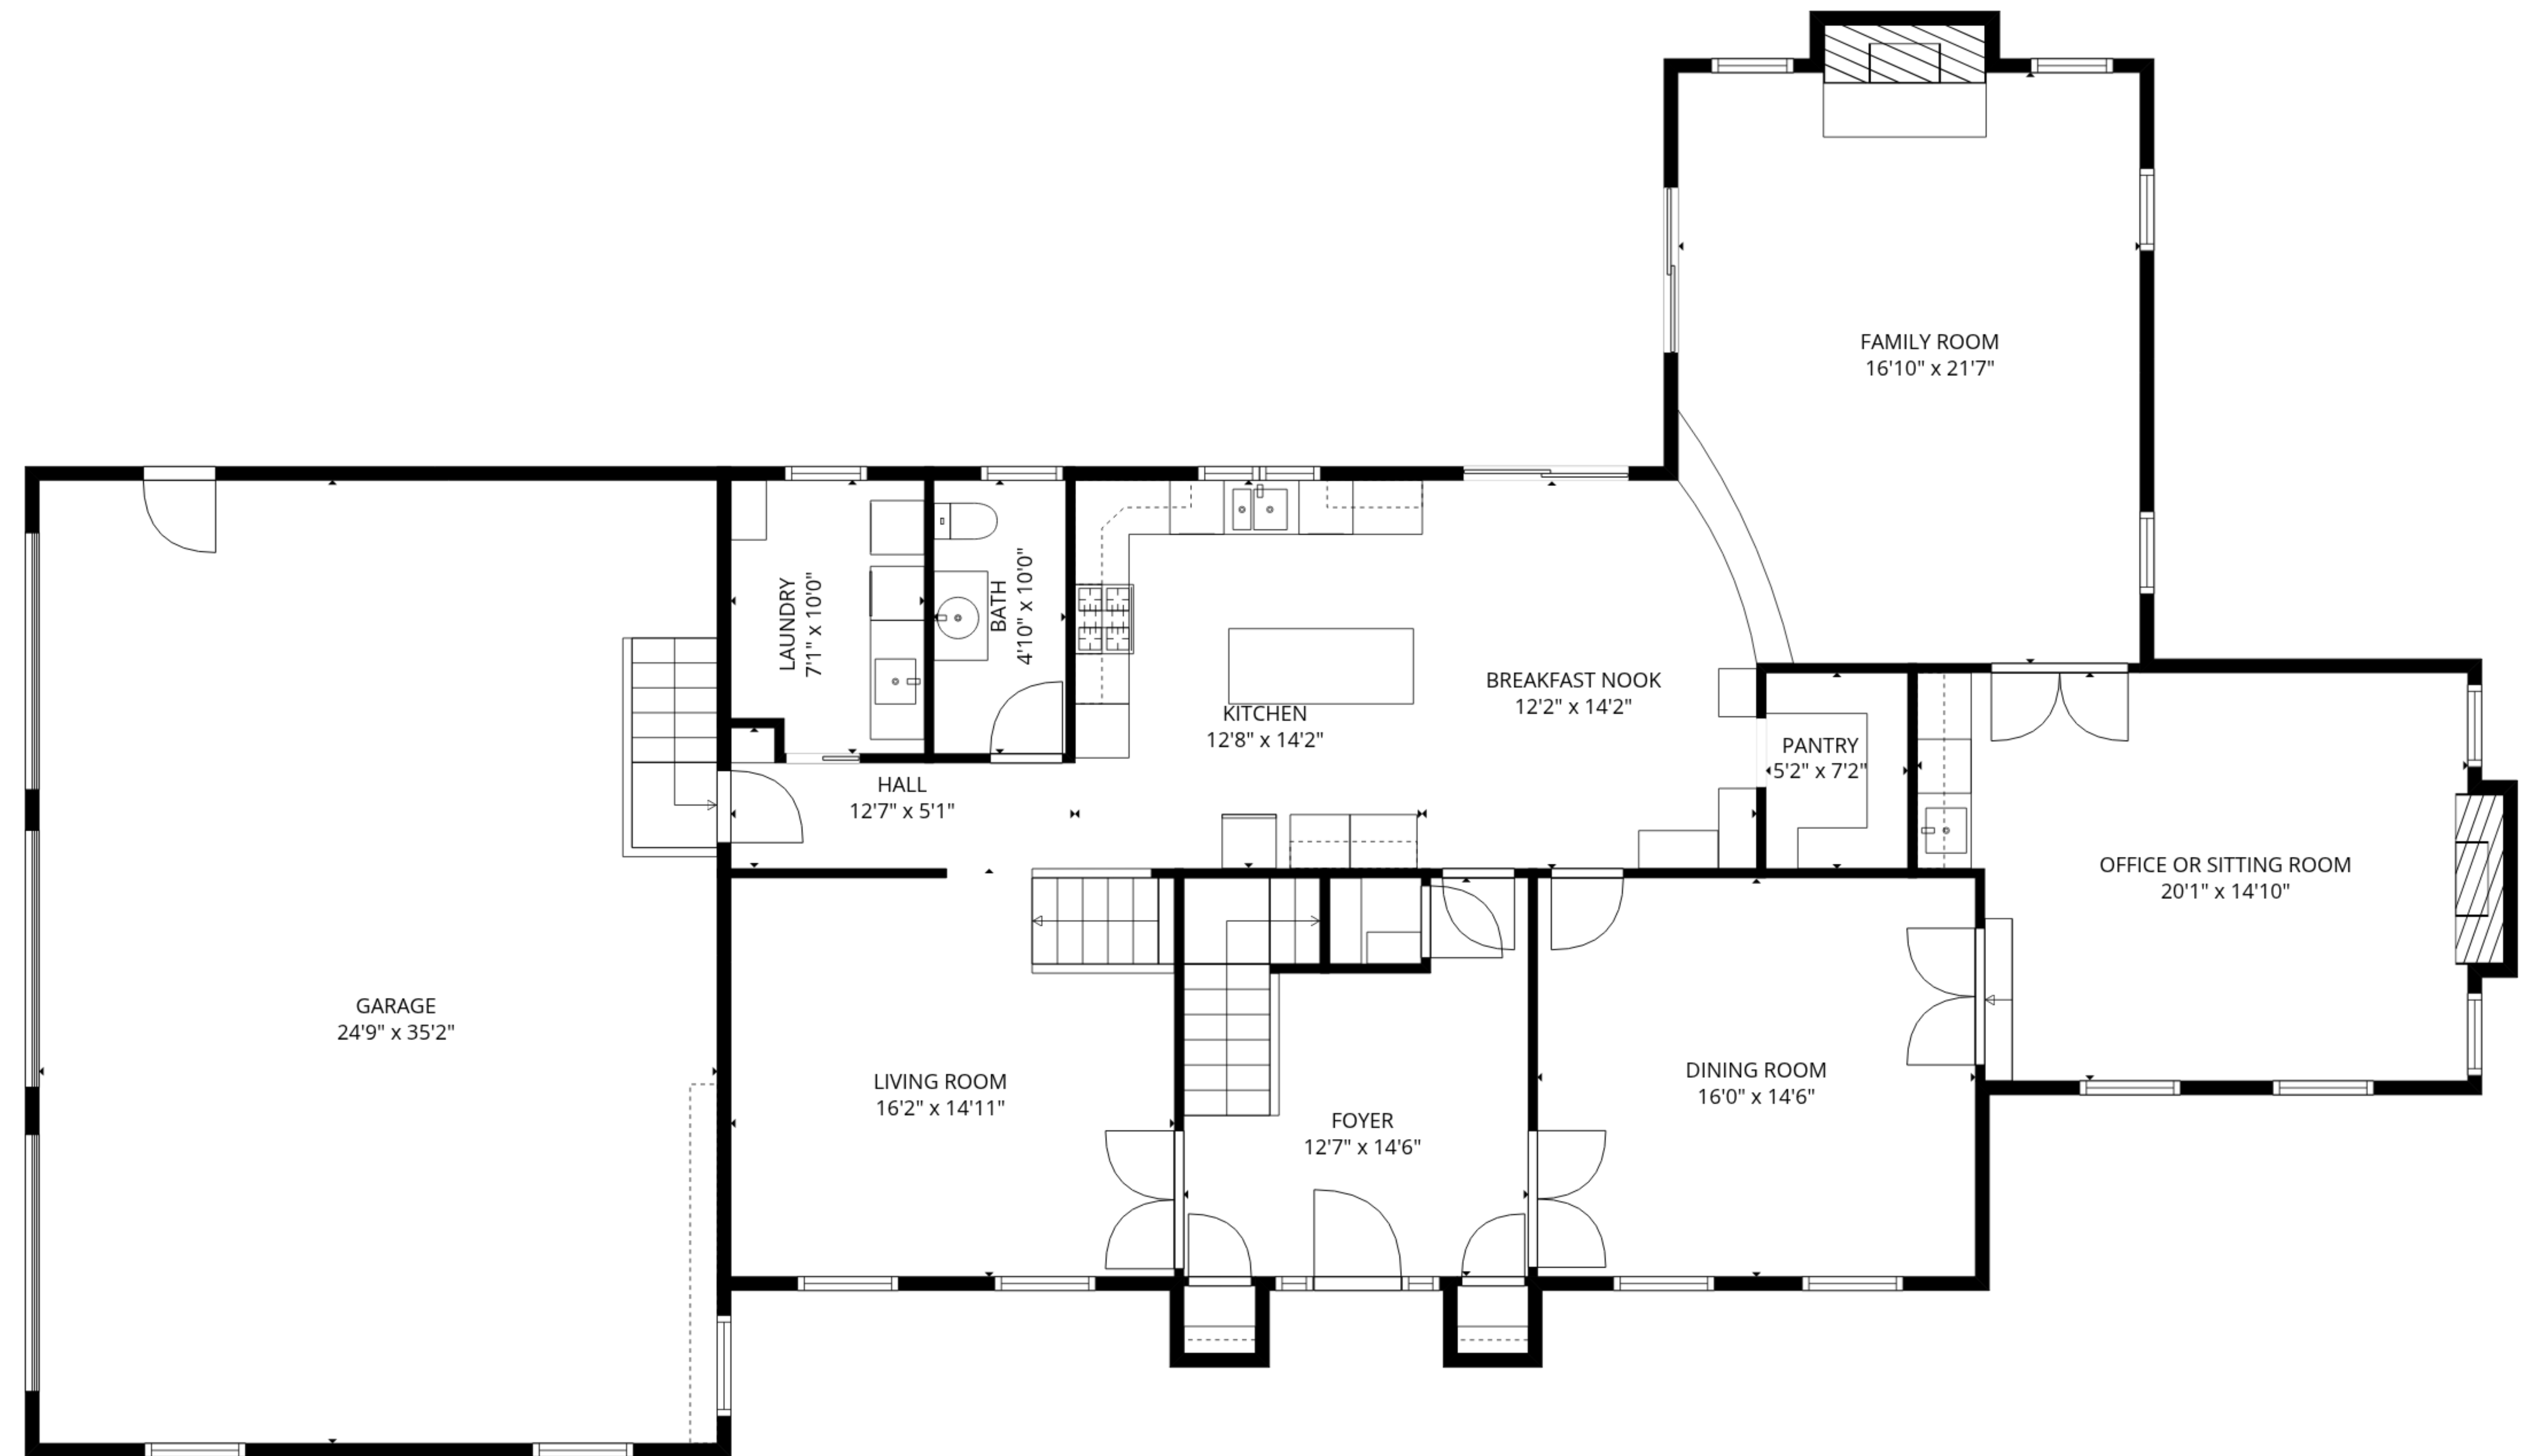 FAMILY ROOM
16'10" x 21'7"
LAUNDRY
7'1" x 10'0"
BATH
4'10" x 10'0"
BREAKFAST NOOK
12'2" x 14'2"
KITCHEN
12'8" x 14'2"
PANTRY
5'2" x 7'2"
HALL
12'7" x 5'1"
OFFICE OR SITTING ROOM
20'1" x 14'10"
GARAGE
24'9" x 35'2"
LIVING ROOM
16'2" x 14'11"
FOYER
12'7" x 14'6"
DINING ROOM
16'0" x 14'6"